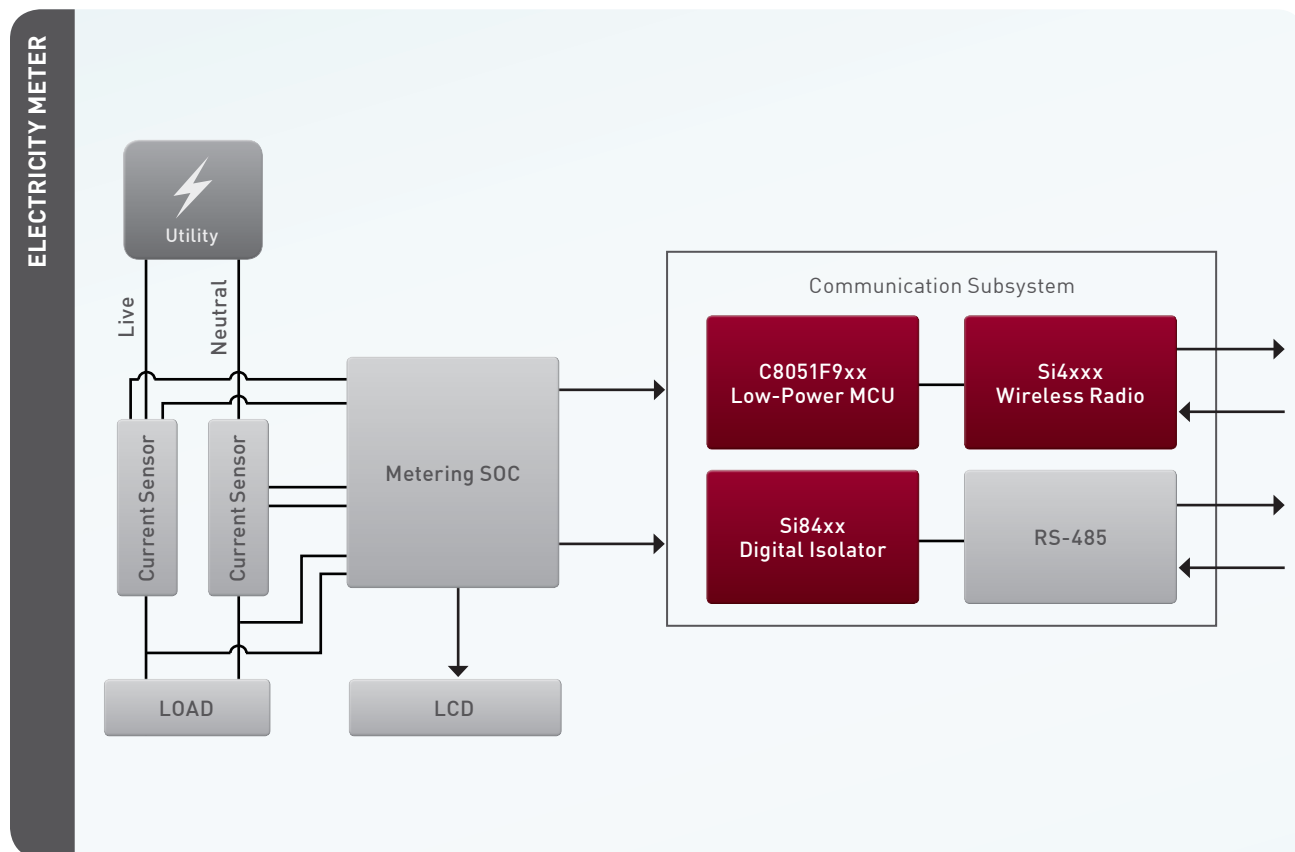 ELECTRICITY METER
Utility
Live
Neutral
Current Sensor
Current Sensor
Metering SOC
LOAD
LCD
Communication Subsystem
C8051F9xx
Low-Power MCU
Si4xxx
Wireless Radio
Si84xx
Digital Isolator
RS-485